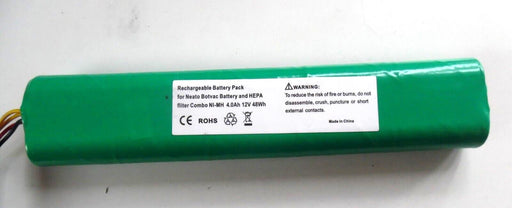 Rechargeable Battery Pack
for Neato Botvac Battery and HEPA
filter Combo NI-MH 4.0Ah 12V 48Wh
CE ROHS
Warning:
To reduce the rask of fire or burns, do not
disassemble, crush, puncture or short
external contacts.
Made in China